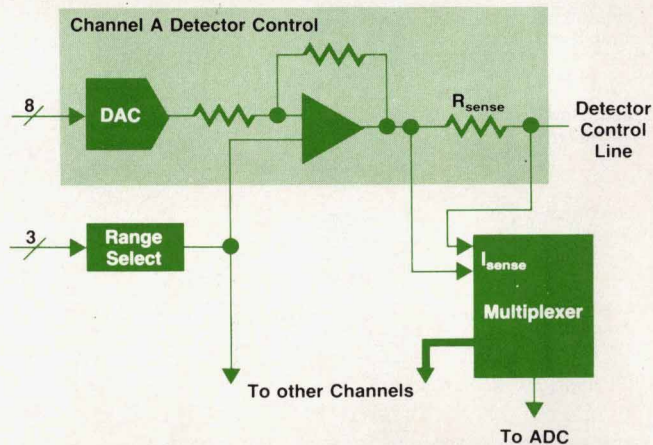 Channel A Detector Control
8
DAC
Rsense
Detector
Control
Line
3
Range
Select
Isense
Multiplexer
To other Channels
To ADC